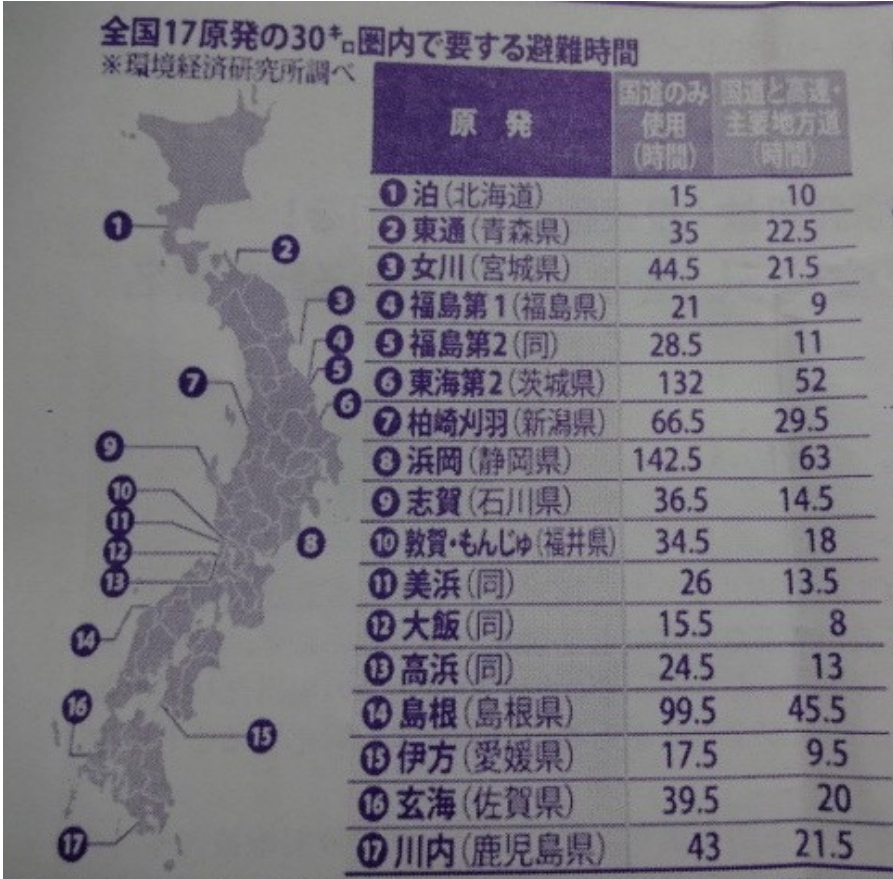 全国17原発の30㌔圏内で要する避難時間
※環境経済研究所調べ
原発 国道のみ使用(時間) 国道と高速・主要地方道(時間)
❶泊(北海道) 15 10
❷東通(青森県) 35 22.5
❸女川(宮城県) 44.5 21.5
❹福島第1(福島県) 21 9
❺福島第2(同) 28.5 11
❻東海第2(茨城県) 132 52
❼柏崎刈羽(新潟県) 66.5 29.5
❽浜岡(静岡県) 142.5 63
❾志賀(石川県) 36.5 14.5
❿敦賀・もんじゅ(福井県) 34.5 18
⓫美浜(同) 26 13.5
⓬大飯(同) 15.5 8
⓭高浜(同) 24.5 13
⓮島根(島根県) 99.5 45.5
⓯伊方(愛媛県) 17.5 9.5
⓰玄海(佐賀県) 39.5 20
⓱川内(鹿児島県) 43 21.5
❶
❷
❸
❹
❺
❼
❻
❾
❿
⓫
❽
⓬
⓭
⓮
⓰
⓯
⓱